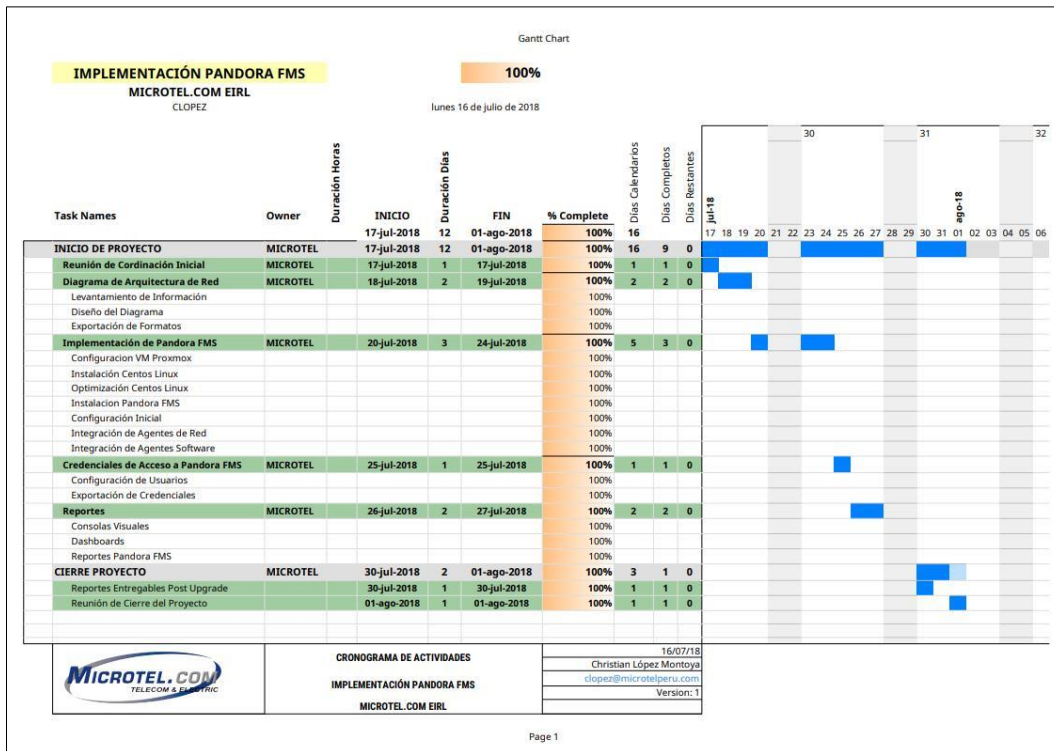 Gantt Chart
IMPLEMENTACIÓN PANDORA FMS 100%
MICROTEL.COM EIRL
CLOPEZ lunes 16 de julio de 2018
30 31 32
Task Names Owner Duración Horas INICIO Duración Días FIN % Complete Días Calendarios Días Completos Días Restantes jul-18 ago-18
17-jul-2018 12 01-ago-2018 100% 16 17 18 19 20 21 22 23 24 25 26 27 28 29 30 31 01 02 03 04 05 06
INICIO DE PROYECTO MICROTEL 17-jul-2018 12 01-ago-2018 100% 16 9 0
Reunión de Cordinación Inicial MICROTEL 17-jul-2018 1 17-jul-2018 100% 1 1 0
Diagrama de Arquitectura de Red MICROTEL 18-jul-2018 2 19-jul-2018 100% 2 2 0
Levantamiento de Información 100%
Diseño del Diagrama 100%
Exportación de Formatos 100%
Implementación de Pandora FMS MICROTEL 20-jul-2018 3 24-jul-2018 100% 5 3 0
Configuracion VM Proxmox 100%
Instalación Centos Linux 100%
Optimización Centos Linux 100%
Instalacion Pandora FMS 100%
Configuración Inicial 100%
Integración de Agentes de Red 100%
Integración de Agentes Software 100%
Credenciales de Acceso a Pandora FMS MICROTEL 25-jul-2018 1 25-jul-2018 100% 1 1 0
Configuración de Usuarios 100%
Exportación de Credenciales 100%
Reportes MICROTEL 26-jul-2018 2 27-jul-2018 100% 2 2 0
Consolas Visuales 100%
Dashboards 100%
Reportes Pandora FMS 100%
CIERRE PROYECTO MICROTEL 30-jul-2018 2 01-ago-2018 100% 3 1 0
Reportes Entregables Post Upgrade 30-jul-2018 1 30-jul-2018 100% 1 1 0
Reunión de Cierre del Proyecto 01-ago-2018 1 01-ago-2018 100% 1 1 0
MICROTEL.COM
TELECOM & ELECTRIC
CRONOGRAMA DE ACTIVIDADES
IMPLEMENTACIÓN PANDORA FMS
MICROTEL.COM EIRL
16/07/18
Christian López Montoya
clopez@microtelperu.com
Version: 1
Page 1